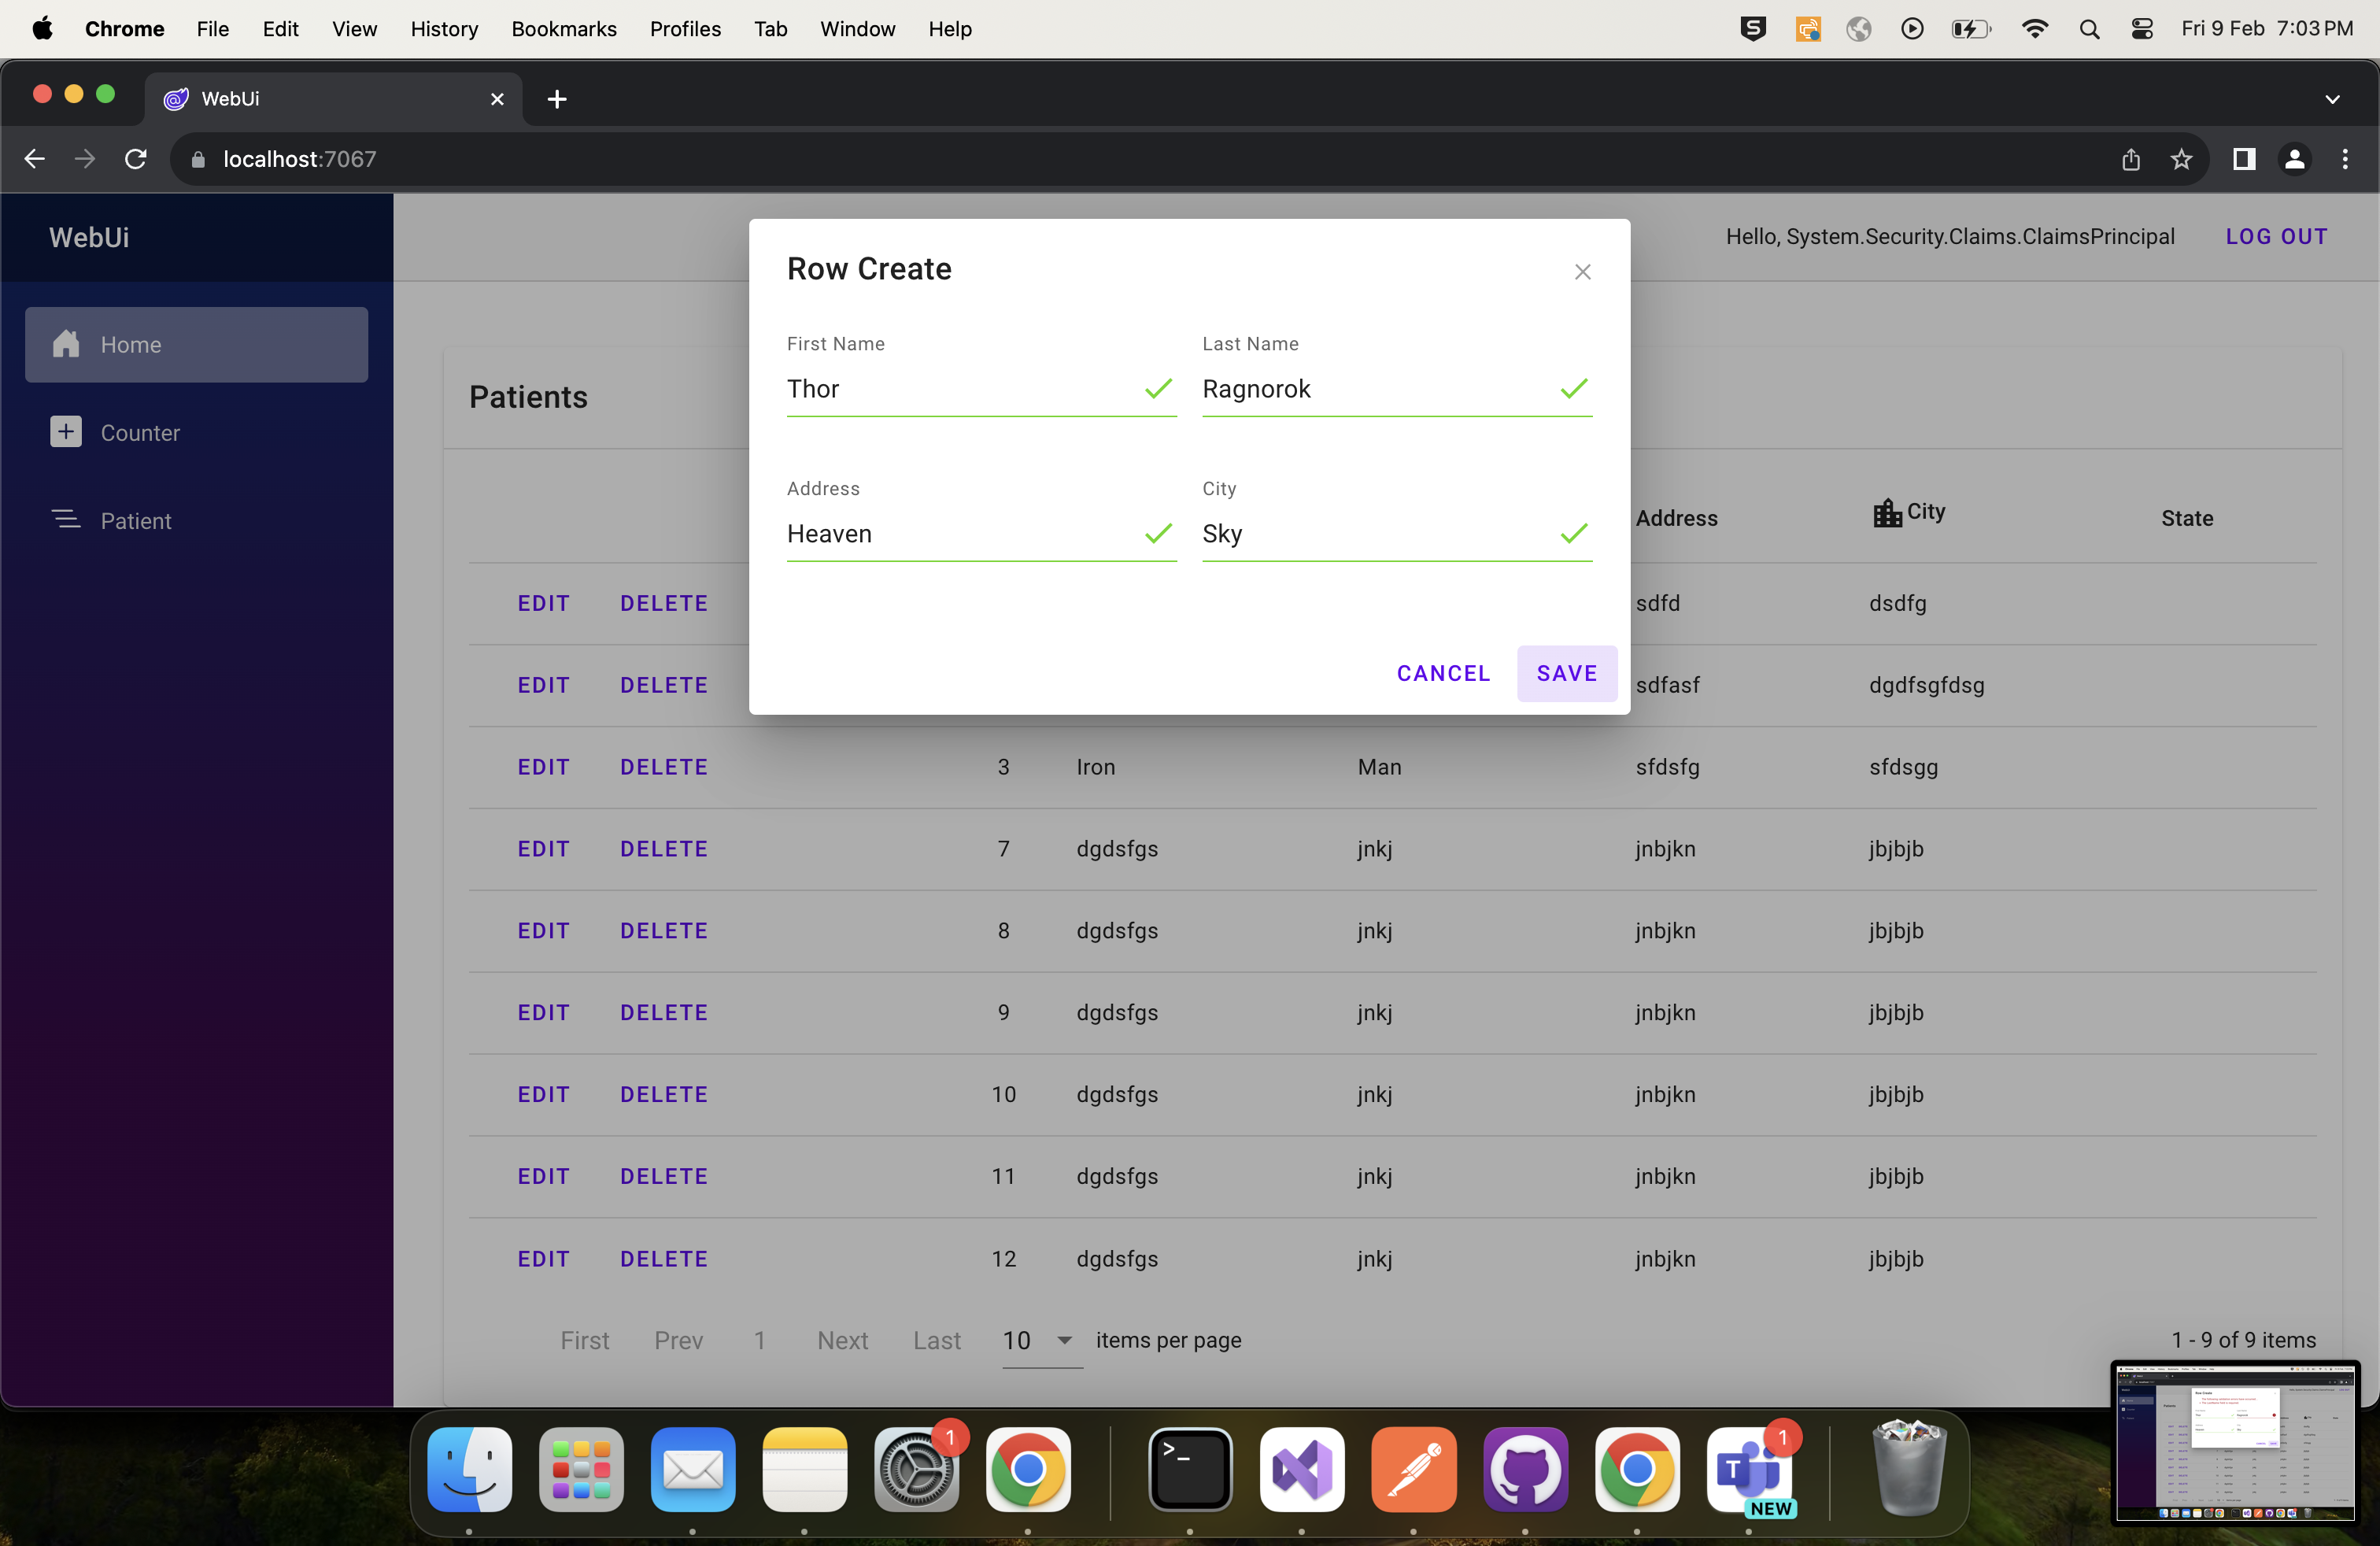 Chrome File Edit View History Bookmarks Profiles Tab Window Help
S
Fri 9 Feb 7:03 PM
WebUi
localhost:7067
WebUi
Hello, System.Security.Claims.ClaimsPrincipal
LOG OUT
Home
Counter
Patient
Patients
Row Create
First Name
Last Name
Thor
Ragnorok
Address
City
Heaven
Sky
CANCEL
SAVE
Address City State
EDIT DELETE sdfd dsdfg
EDIT DELETE sdfasf dgdfsgfdsg
EDIT DELETE 3 Iron Man sfdsfg sfdsgg
EDIT DELETE 7 dgdsfgs jnkj jnbjkn jbjbjb
EDIT DELETE 8 dgdsfgs jnkj jnbjkn jbjbjb
EDIT DELETE 9 dgdsfgs jnkj jnbjkn jbjbjb
EDIT DELETE 10 dgdsfgs jnkj jnbjkn jbjbjb
EDIT DELETE 11 dgdsfgs jnkj jnbjkn jbjbjb
EDIT DELETE 12 dgdsfgs jnkj jnbjkn jbjbjb
First Prev 1 Next Last 10 items per page 1 - 9 of 9 items
1
>_
T
1
NEW